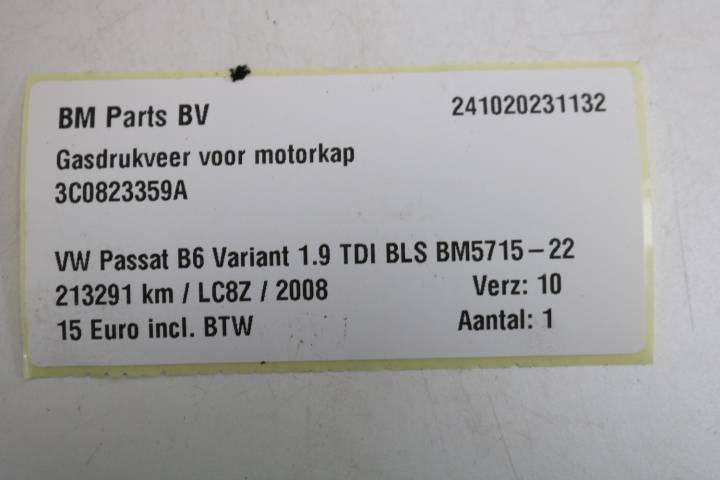 BM Parts BV 241020231132
Gasdrukveer voor motorkap
3C0823359A
VW Passat B6 Variant 1.9 TDI BLS BM5715-22
213291 km / LC8Z / 2008 Verz: 10
15 Euro incl. BTW Aantal: 1